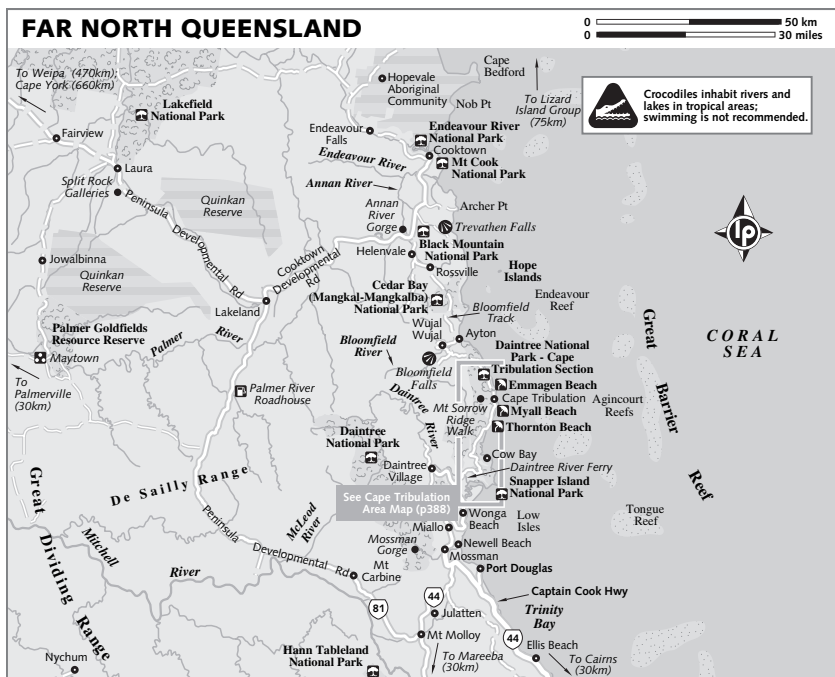 FAR NORTH QUEENSLAND
0 50 km
0 30 miles
To Weipa (470km);
Cape York (660km)
Lakefield
National Park
Fairview
Laura
Split Rock
Galleries
Quinkan
Reserve
Peninsula Developmental Rd
Jowalbinna
Quinkan
Reserve
Lakeland
Cooktown
Developmental
Rd
Palmer Goldfields
Resource Reserve
Maytown
Palmer River
To
Palmerville
(30km)
Palmer River
Roadhouse
Hopevale
Aboriginal
Community
Cape
Bedford
Nob Pt
To Lizard
Island Group
(75km)
Crocodiles inhabit rivers and
lakes in tropical areas;
swimming is not recommended.
Endeavour
Falls
Endeavour River
National Park
Cooktown
Endeavour River
Mt Cook
National Park
Annan River
Archer Pt
Annan
River
Gorge
Trevathen Falls
Black Mountain
National Park
Helenvale
Rossville
Hope
Islands
Cedar Bay
(Mangkal-Mangkalba)
National Park
Bloomfield
Track
Endeavour
Reef
Wujal
Wujal
Ayton
Bloomfield
River
Bloomfield
Falls
Daintree National
Park - Cape
Tribulation Section
Emmagen Beach
Cape Tribulation
Myall Beach
Thornton Beach
Mt Sorrow
Ridge
Walk
Agincourt
Reefs
Great Barrier Reef
CORAL
SEA
lp
Daintree River
Daintree
National Park
Daintree
Village
Cow Bay
Daintree River Ferry
Snapper Island
National Park
See Cape Tribulation
Area Map (p388)
Wonga
Beach
Low
Isles
Tongue
Reef
Miallo
Newell Beach
Mossman
Gorge
Mossman
Port Douglas
De Sailly Range
Great Dividing Range
Mitchell River
McLeod
River
Peninsula Developmental Rd
Mt
Carbine
81
44
Captain Cook Hwy
Trinity
Bay
Julatten
Mt Molloy
44
Ellis Beach
Hann Tableland
National Park
To Mareeba
(30km)
To Cairns
(30km)
Nychum